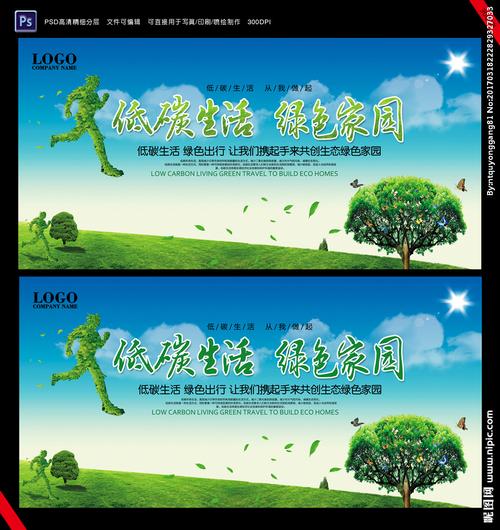 Ps PSD高清精细分层 文件可编辑 可直接用于写真/印刷/喷绘制作 300DPI
LOGO
COMPANY NAME
低/碳/生/活 从/我/做/起
低碳生活 绿色家园
低碳生活 绿色出行 让我们携起手来共创生态绿色家园
LOW CARBON LIVING GREEN TRAVEL TO BUILD ECO HOMES
LOGO
COMPANY NAME
低/碳/生/活 从/我/做/起
低碳生活 绿色家园
低碳生活 绿色出行 让我们携起手来共创生态绿色家园
LOW CARBON LIVING GREEN TRAVEL TO BUILD ECO HOMES
By:ntquyonggang81 No:20170318222829327033
昵图网 www.nipic.com